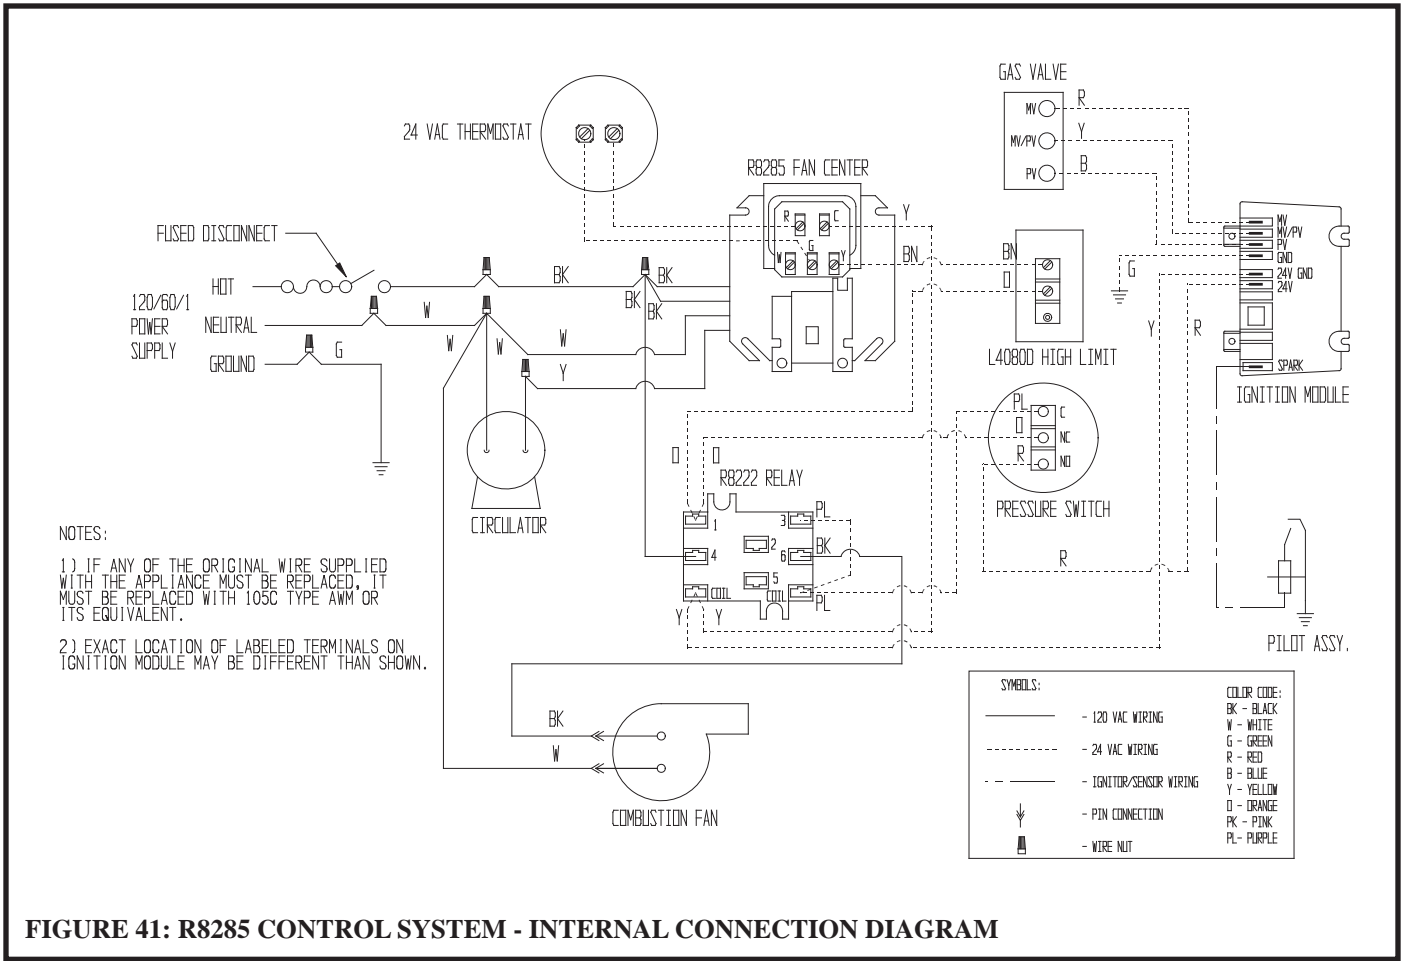 GAS VALVE
MV
R
MV/PV
Y
PV
B
24 VAC THERMOSTAT
R8285 FAN CENTER
R
C
G
W
Y
Y
BN
BN
O
FUSED DISCONNECT
HOT
120/60/1
POWER
SUPPLY
NEUTRAL
GROUND
G
W
W
W
BK
BK
BK
BK
W
Y
L4080D HIGH LIMIT
MV
MV/PV
PV
GND
24V GND
24V
SPARK
G
Y
R
IGNITION MODULE
PL
C
O
NC
R
NO
PRESSURE SWITCH
CIRCULATOR
O
O
R8222 RELAY
1
3
PL
2
BK
4
6
5
COIL
COIL
PL
Y
Y
R
PILOT ASSY.
NOTES:
1) IF ANY OF THE ORIGINAL WIRE SUPPLIED
WITH THE APPLIANCE MUST BE REPLACED, IT
MUST BE REPLACED WITH 105C TYPE AWM OR
ITS EQUIVALENT.
2) EXACT LOCATION OF LABELED TERMINALS ON
IGNITION MODULE MAY BE DIFFERENT THAN SHOWN.
BK
W
COMBUSTION FAN
SYMBOLS:
- 120 VAC WIRING
- 24 VAC WIRING
- IGNITOR/SENSOR WIRING
- PIN CONNECTION
- WIRE NUT
COLOR CODE:
BK - BLACK
W - WHITE
G - GREEN
R - RED
B - BLUE
Y - YELLOW
O - ORANGE
PK - PINK
PL- PURPLE
FIGURE 41: R8285 CONTROL SYSTEM - INTERNAL CONNECTION DIAGRAM